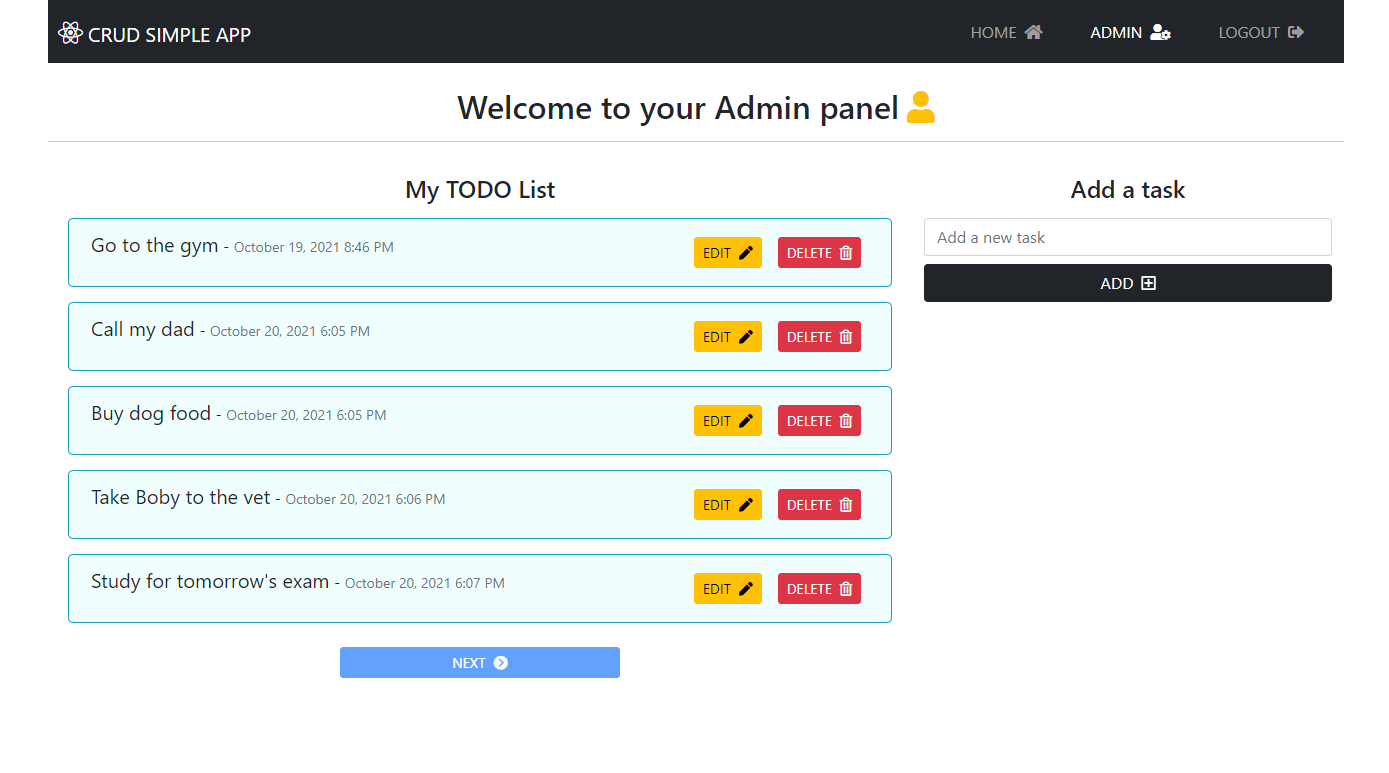 CRUD SIMPLE APP
HOME
ADMIN
LOGOUT
Welcome to your Admin panel
My TODO List
Go to the gym - October 19, 2021 8:46 PM
EDIT
DELETE
Call my dad - October 20, 2021 6:05 PM
EDIT
DELETE
Buy dog food - October 20, 2021 6:05 PM
EDIT
DELETE
Take Boby to the vet - October 20, 2021 6:06 PM
EDIT
DELETE
Study for tomorrow's exam - October 20, 2021 6:07 PM
EDIT
DELETE
NEXT
Add a task
Add a new task
ADD